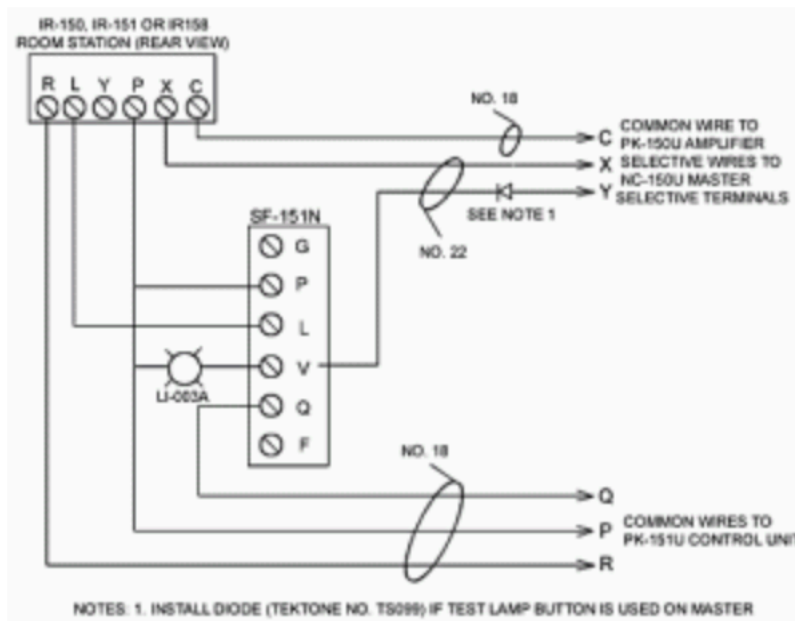 IR-150, IR-151 OR IR158
ROOM STATION (REAR VIEW)
R L Y P X C
NO. 18
C COMMON WIRE TO
PK-150U AMPLIFIER
X SELECTIVE WIRES TO
NC-150U MASTER
Y SELECTIVE TERMINALS
SEE NOTE 1
NO. 22
SF-151N
G
P
L
V
LI-003A
Q
F
NO. 18
Q
P COMMON WIRES TO
PK-151U CONTROL UNIT
R
NOTES: 1. INSTALL DIODE (TEKTONE NO. TS099) IF TEST LAMP BUTTON IS USED ON MASTER